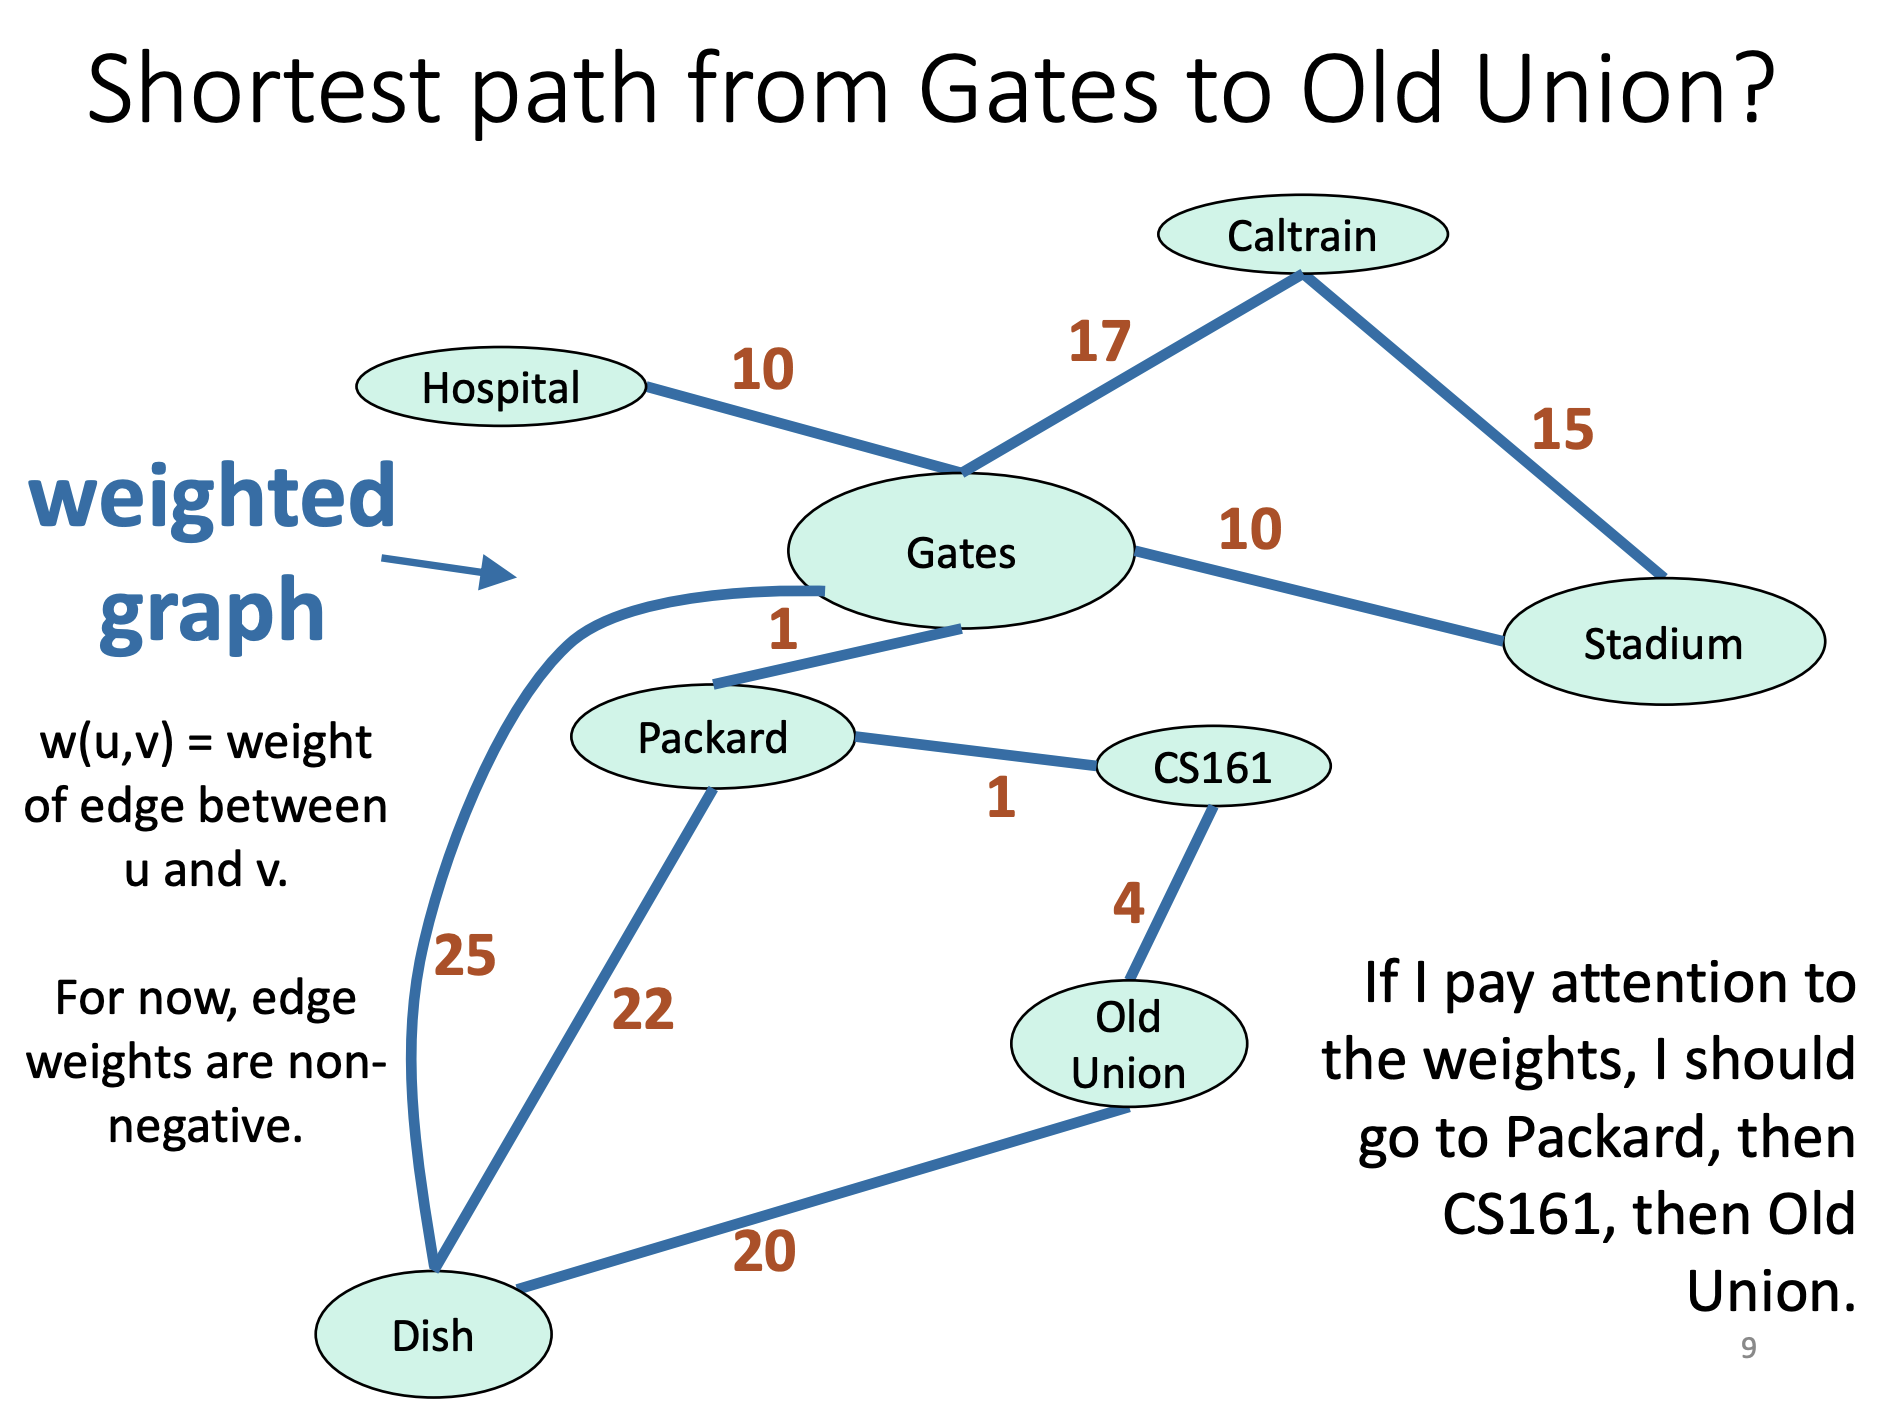 Shortest path from Gates to Old Union?
Caltrain
17
10
Hospital
15
weighted
graph
10
Gates
1
Stadium
w(u,v) = weight
of edge between
u and v.
Packard
CS161
1
4
25
For now, edge
weights are non-
negative.
22
Old
Union
If I pay attention to
the weights, I should
go to Packard, then
CS161, then Old
Union.
20
Dish
9